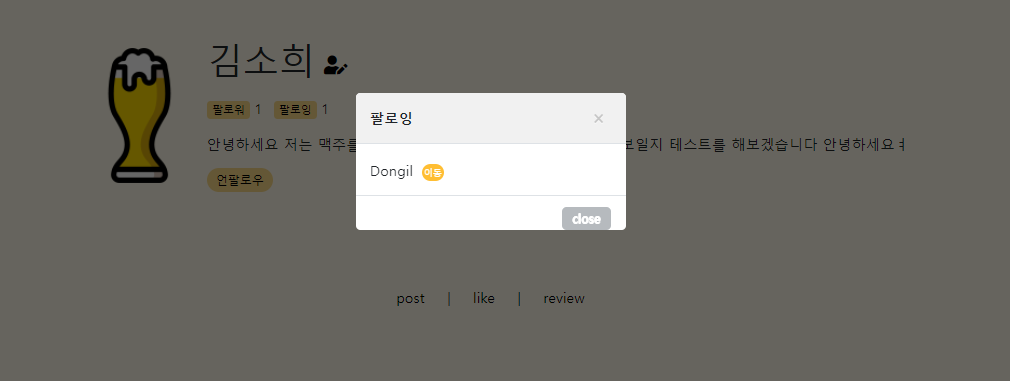 김소희
팔로워 1 팔로잉 1
안녕하세요 저는 맥주를
보일지 테스트를 해보겠습니다 안녕하세요
언팔로우
팔로잉 ×
Dongil 이동
close
post | like | review